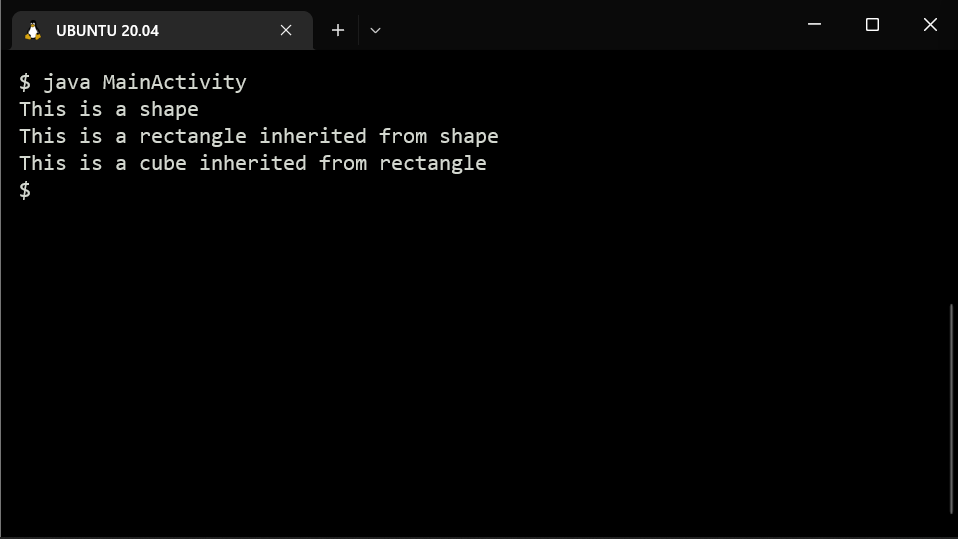 UBUNTU 20.04
$ java MainActivity
This is a shape
This is a rectangle inherited from shape
This is a cube inherited from rectangle
$